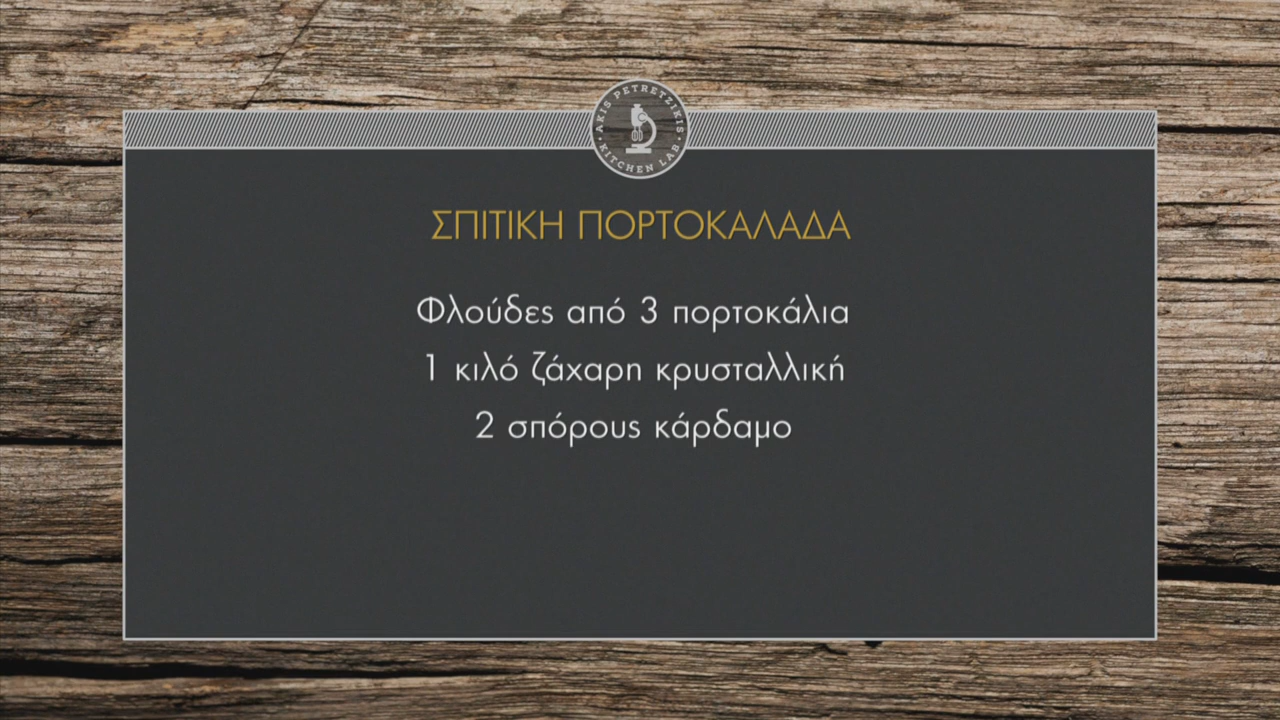 AKIS PETRETZIKIS
KITCHEN LAB
ΣΠΙΤΙΚΗ ΠΟΡΤΟΚΑΛΑΔΑ
Φλούδες από 3 πορτοκάλια
1 κιλό ζάχαρη κρυσταλλική
2 σπόρους κάρδαμο